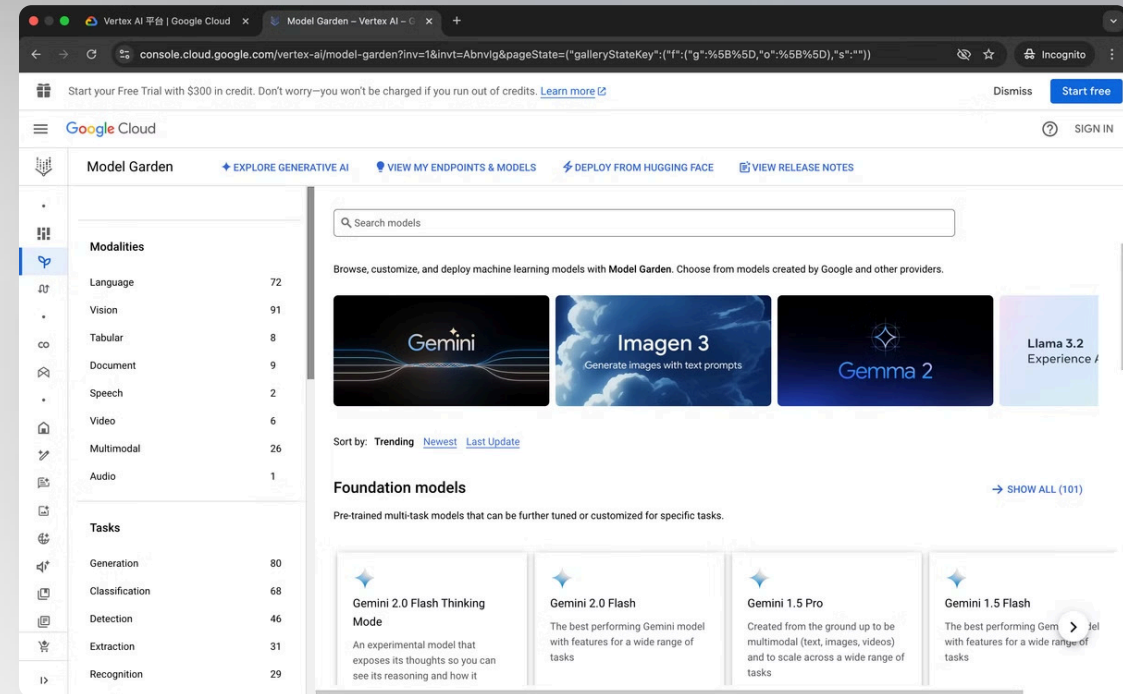 Vertex AI 平台 | Google Cloud
Model Garden – Vertex AI – G
console.cloud.google.com/vertex-ai/model-garden?inv=1&invt=Abnvlg&pageState=("galleryStateKey":("f":("g":%5B%5D,"o":%5B%5D),"s":""))
Incognito
Start your Free Trial with $300 in credit. Don't worry—you won't be charged if you run out of credits. Learn more
Dismiss
Start free
Google Cloud
SIGN IN
Model Garden
EXPLORE GENERATIVE AI
VIEW MY ENDPOINTS & MODELS
DEPLOY FROM HUGGING FACE
VIEW RELEASE NOTES
Modalities
Language 72
Vision 91
Tabular 8
Document 9
Speech 2
Video 6
Multimodal 26
Audio 1
Tasks
Generation 80
Classification 68
Detection 46
Extraction 31
Recognition 29
Search models
Browse, customize, and deploy machine learning models with Model Garden. Choose from models created by Google and other providers.
Gemini
Imagen 3
Generate images with text prompts
Gemma 2
Llama 3.2
Experience
Sort by: Trending Newest Last Update
Foundation models
SHOW ALL (101)
Pre-trained multi-task models that can be further tuned or customized for specific tasks.
Gemini 2.0 Flash Thinking
Mode
An experimental model that
exposes its thoughts so you can
see its reasoning and how it
Gemini 2.0 Flash
The best performing Gemini model
with features for a wide range of
tasks
Gemini 1.5 Pro
Created from the ground up to be
multimodal (text, images, videos)
and to scale across a wide range of
tasks
Gemini 1.5 Flash
The best performing Gem del
with features for a wide range of
tasks